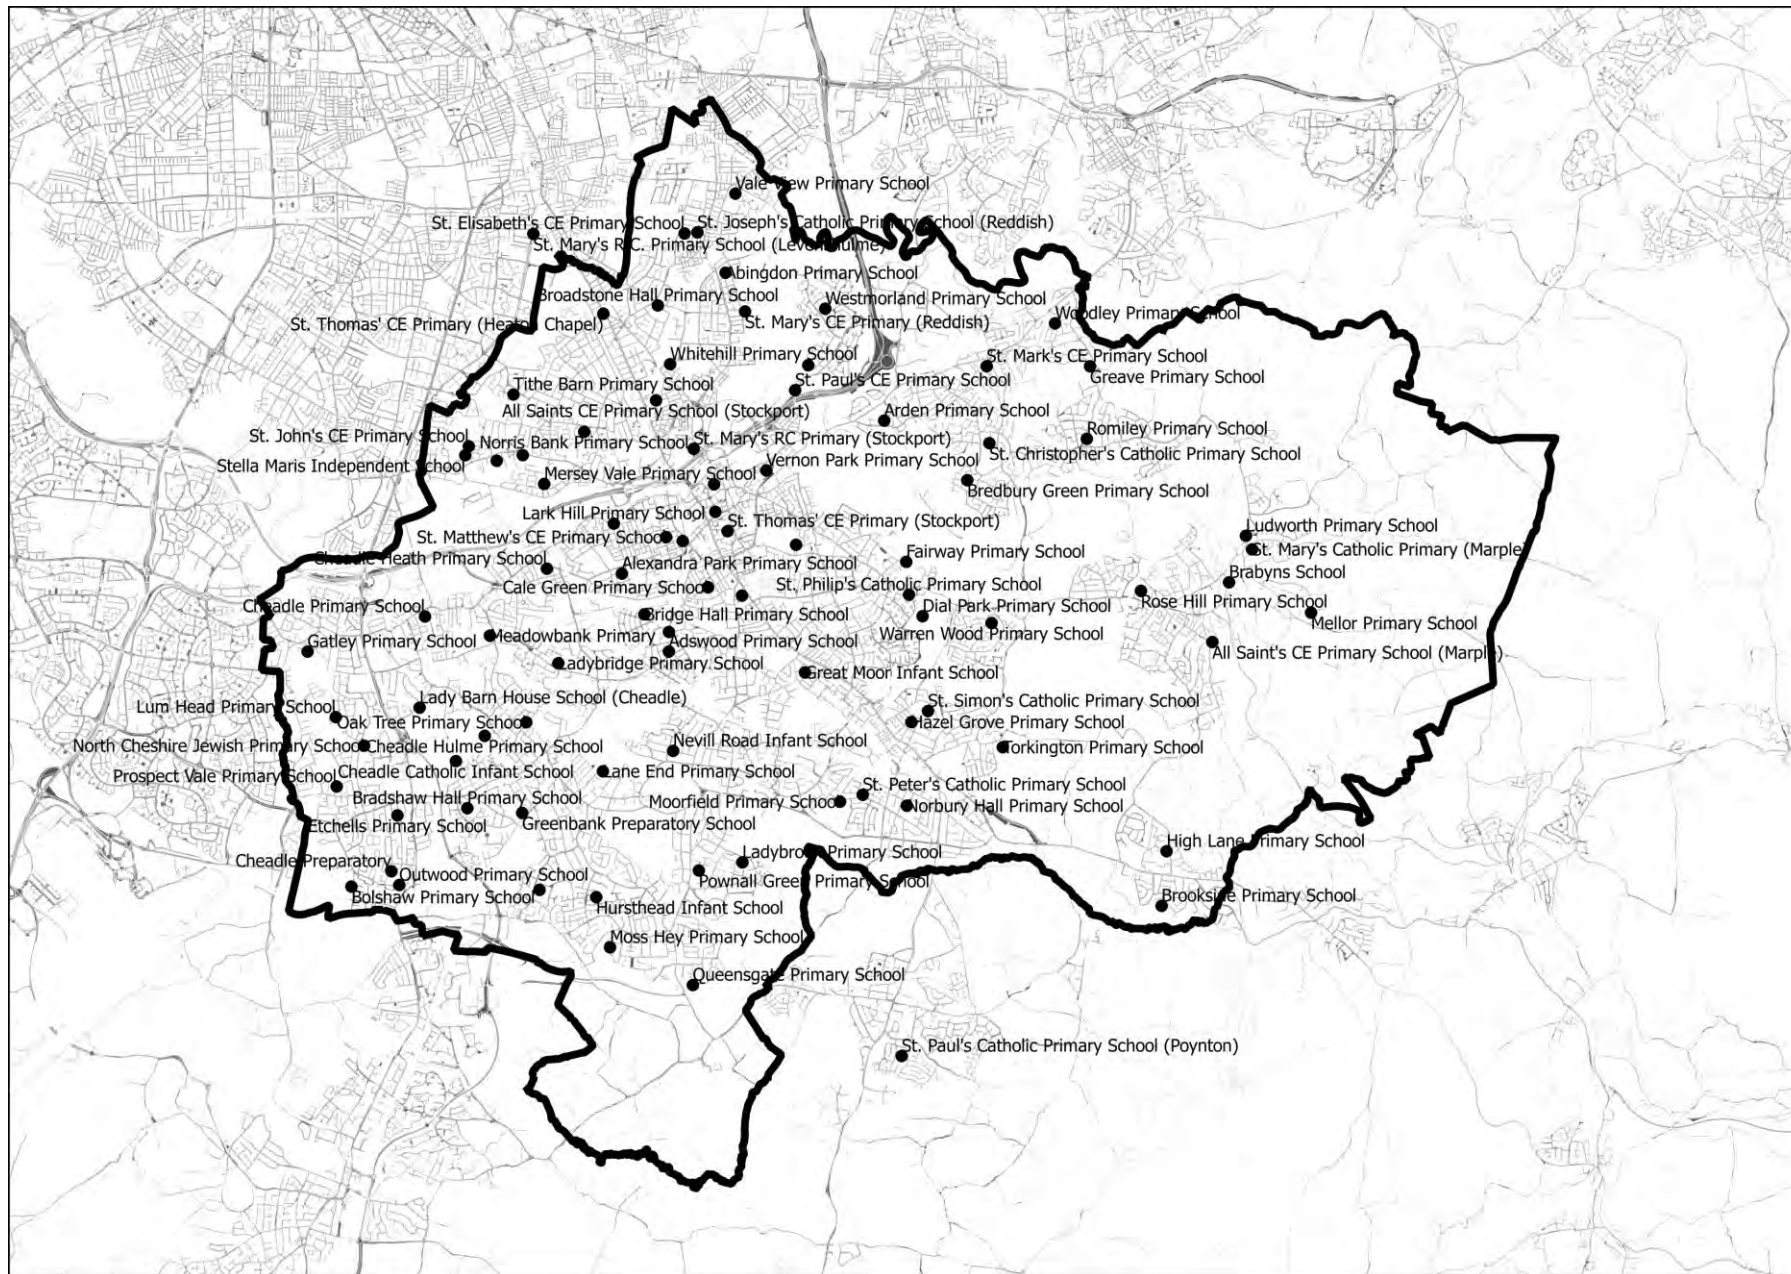 Vale View Primary School
St. Elisabeth's CE Primary School
St. Joseph's Catholic Primary School (Reddish)
St. Mary's R.C. Primary School (Levenshulme)
Abingdon Primary School
Broadstone Hall Primary School
Westmorland Primary School
St. Thomas' CE Primary (Heaton Chapel)
St. Mary's CE Primary (Reddish)
Woodley Primary School
Whitehill Primary School
St. Mark's CE Primary School
Greave Primary School
Tithe Barn Primary School
St. Paul's CE Primary School
All Saints CE Primary School (Stockport)
Arden Primary School
St. John's CE Primary School
Norris Bank Primary School
St. Mary's RC Primary (Stockport)
Romiley Primary School
Stella Maris Independent School
Vernon Park Primary School
St. Christopher's Catholic Primary School
Mersey Vale Primary School
Bredbury Green Primary School
Lark Hill Primary School
St. Thomas' CE Primary (Stockport)
Ludworth Primary School
St. Matthew's CE Primary School
St. Mary's Catholic Primary (Marple)
Cheadle Heath Primary School
Alexandra Park Primary School
Fairway Primary School
Brabyns School
Cale Green Primary School
St. Philip's Catholic Primary School
Cheadle Primary School
Bridge Hall Primary School
Dial Park Primary School
Rose Hill Primary School
Mellor Primary School
Gatley Primary School
Meadowbank Primary
Adswood Primary School
Warren Wood Primary School
All Saint's CE Primary School (Marple)
Ladybridge Primary School
Great Moor Infant School
Lady Barn House School (Cheadle)
St. Simon's Catholic Primary School
Lum Head Primary School
Oak Tree Primary School
Hazel Grove Primary School
North Cheshire Jewish Primary School
Cheadle Hulme Primary School
Nevill Road Infant School
Torkington Primary School
Prospect Vale Primary School
Cheadle Catholic Infant School
Lane End Primary School
St. Peter's Catholic Primary School
Bradshaw Hall Primary School
Moorfield Primary School
Norbury Hall Primary School
Etchells Primary School
Greenbank Preparatory School
High Lane Primary School
Cheadle Preparatory
Ladybrook Primary School
Outwood Primary School
Pownall Green Primary School
Bolshaw Primary School
Hursthead Infant School
Brookside Primary School
Moss Hey Primary School
Queensgate Primary School
St. Paul's Catholic Primary School (Poynton)